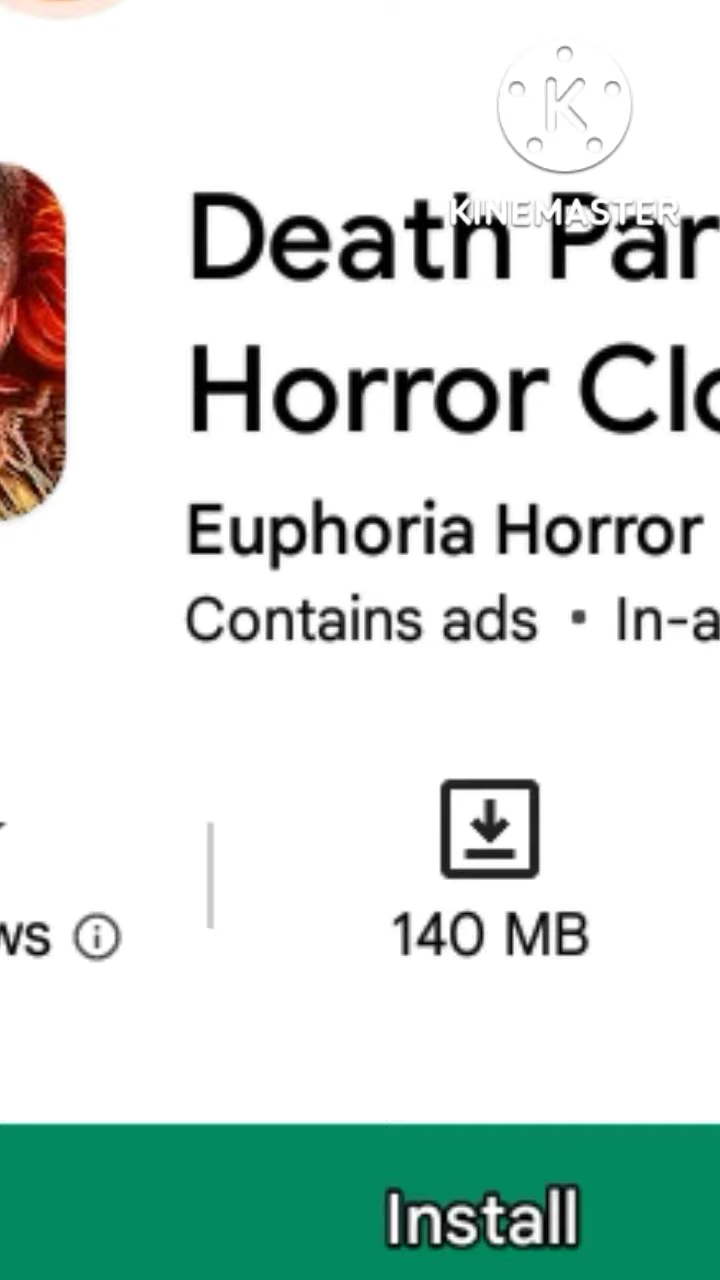 KINEMASTER
Death Par
Horror Clo
Euphoria Horror
Contains ads • In-a
ws
140 MB
Install